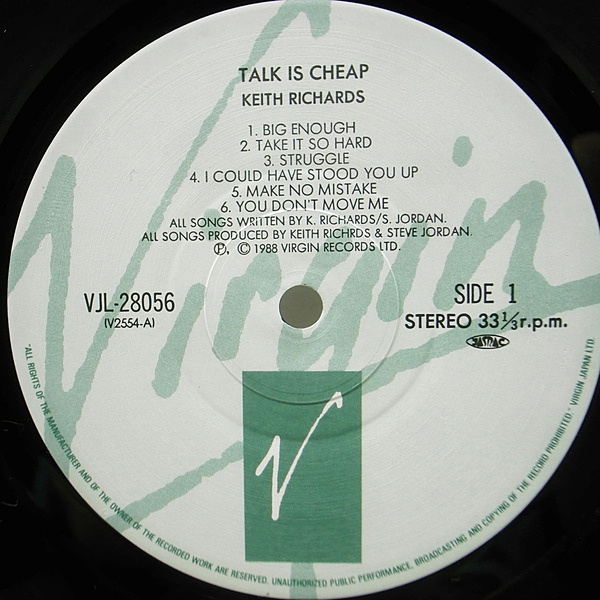 Virgin
TALK IS CHEAP
KEITH RICHARDS
1. BIG ENOUGH
2. TAKE IT SO HARD
3. STRUGGLE
4. I COULD HAVE STOOD YOU UP
5. MAKE NO MISTAKE
6. YOU DON'T MOVE ME
ALL SONGS WRITTEN BY K. RICHARDS/S. JORDAN.
ALL SONGS PRODUCED BY KEITH RICHRDS & STEVE JORDAN.
Ⓟ, © 1988 VIRGIN RECORDS LTD.
VJL-28056
(V2554-A)
SIDE 1
STEREO 33⅓r.p.m.
JASRAC
V
"ALL RIGHTS OF THE MANUFACTURER AND OF THE OWNER OF THE RECORDED WORK ARE RESERVED. UNAUTHORIZED PUBLIC PERFORMANCE, BROADCASTING AND COPYING OF THE RECORD PROHIBITED." VIRGIN JAPAN LTD.